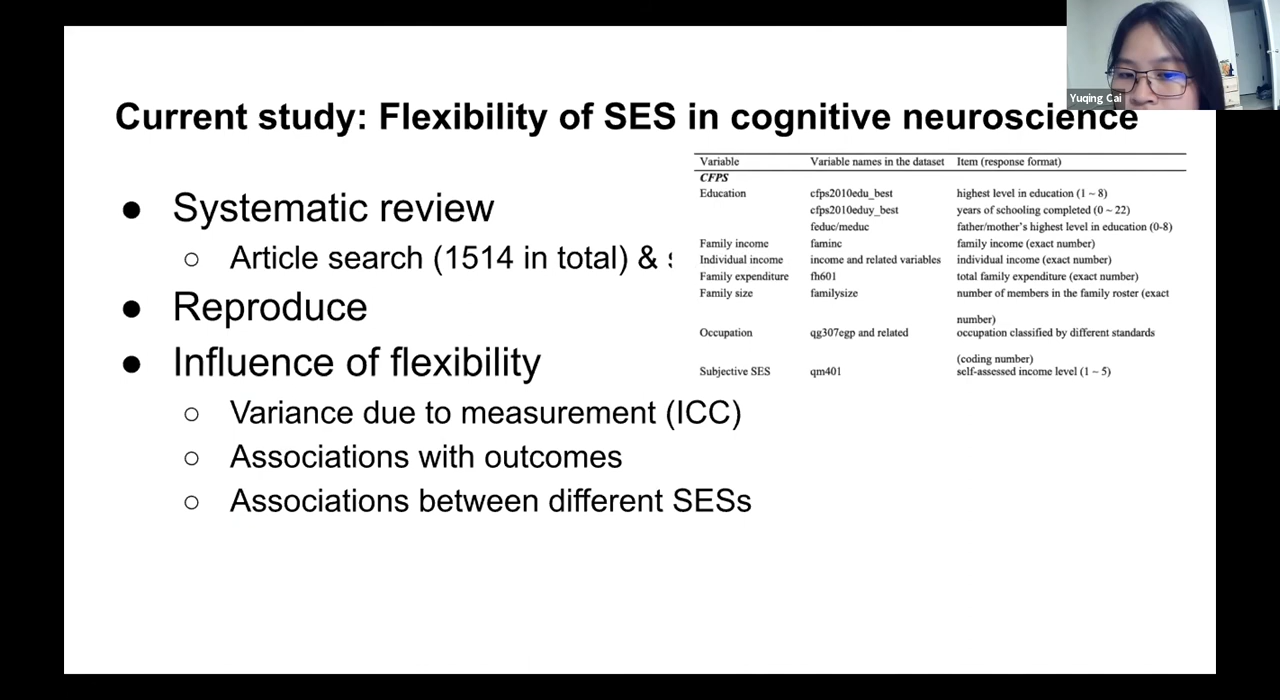 Yuqing Cai
Current study: Flexibility of SES in cognitive neuroscience
● Systematic review
○ Article search (1514 in total) &
● Reproduce
● Influence of flexibility
○ Variance due to measurement (ICC)
○ Associations with outcomes
○ Associations between different SESs
Variable Variable names in the dataset Item (response format)
CFPS
Education cfps2010edu_best highest level in education (1 ~ 8)
cfps2010eduy_best years of schooling completed (0 ~ 22)
feduc/meduc father/mother's highest level in education (0-8)
Family income faminc family income (exact number)
Individual income income and related variables individual income (exact number)
Family expenditure fh601 total family expenditure (exact number)
Family size familysize number of members in the family roster (exact
number)
Occupation qg307egp and related occupation classified by different standards
(coding number)
Subjective SES qm401 self-assessed income level (1 ~ 5)